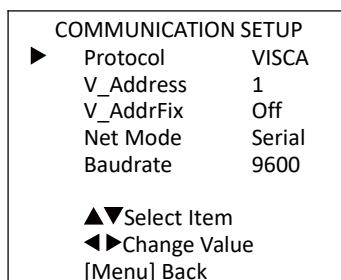 COMMUNICATION SETUP
▶ Protocol VISCA
V_Address 1
V_AddrFix Off
Net Mode Serial
Baudrate 9600
▲▼Select Item
◀▶Change Value
[Menu] Back